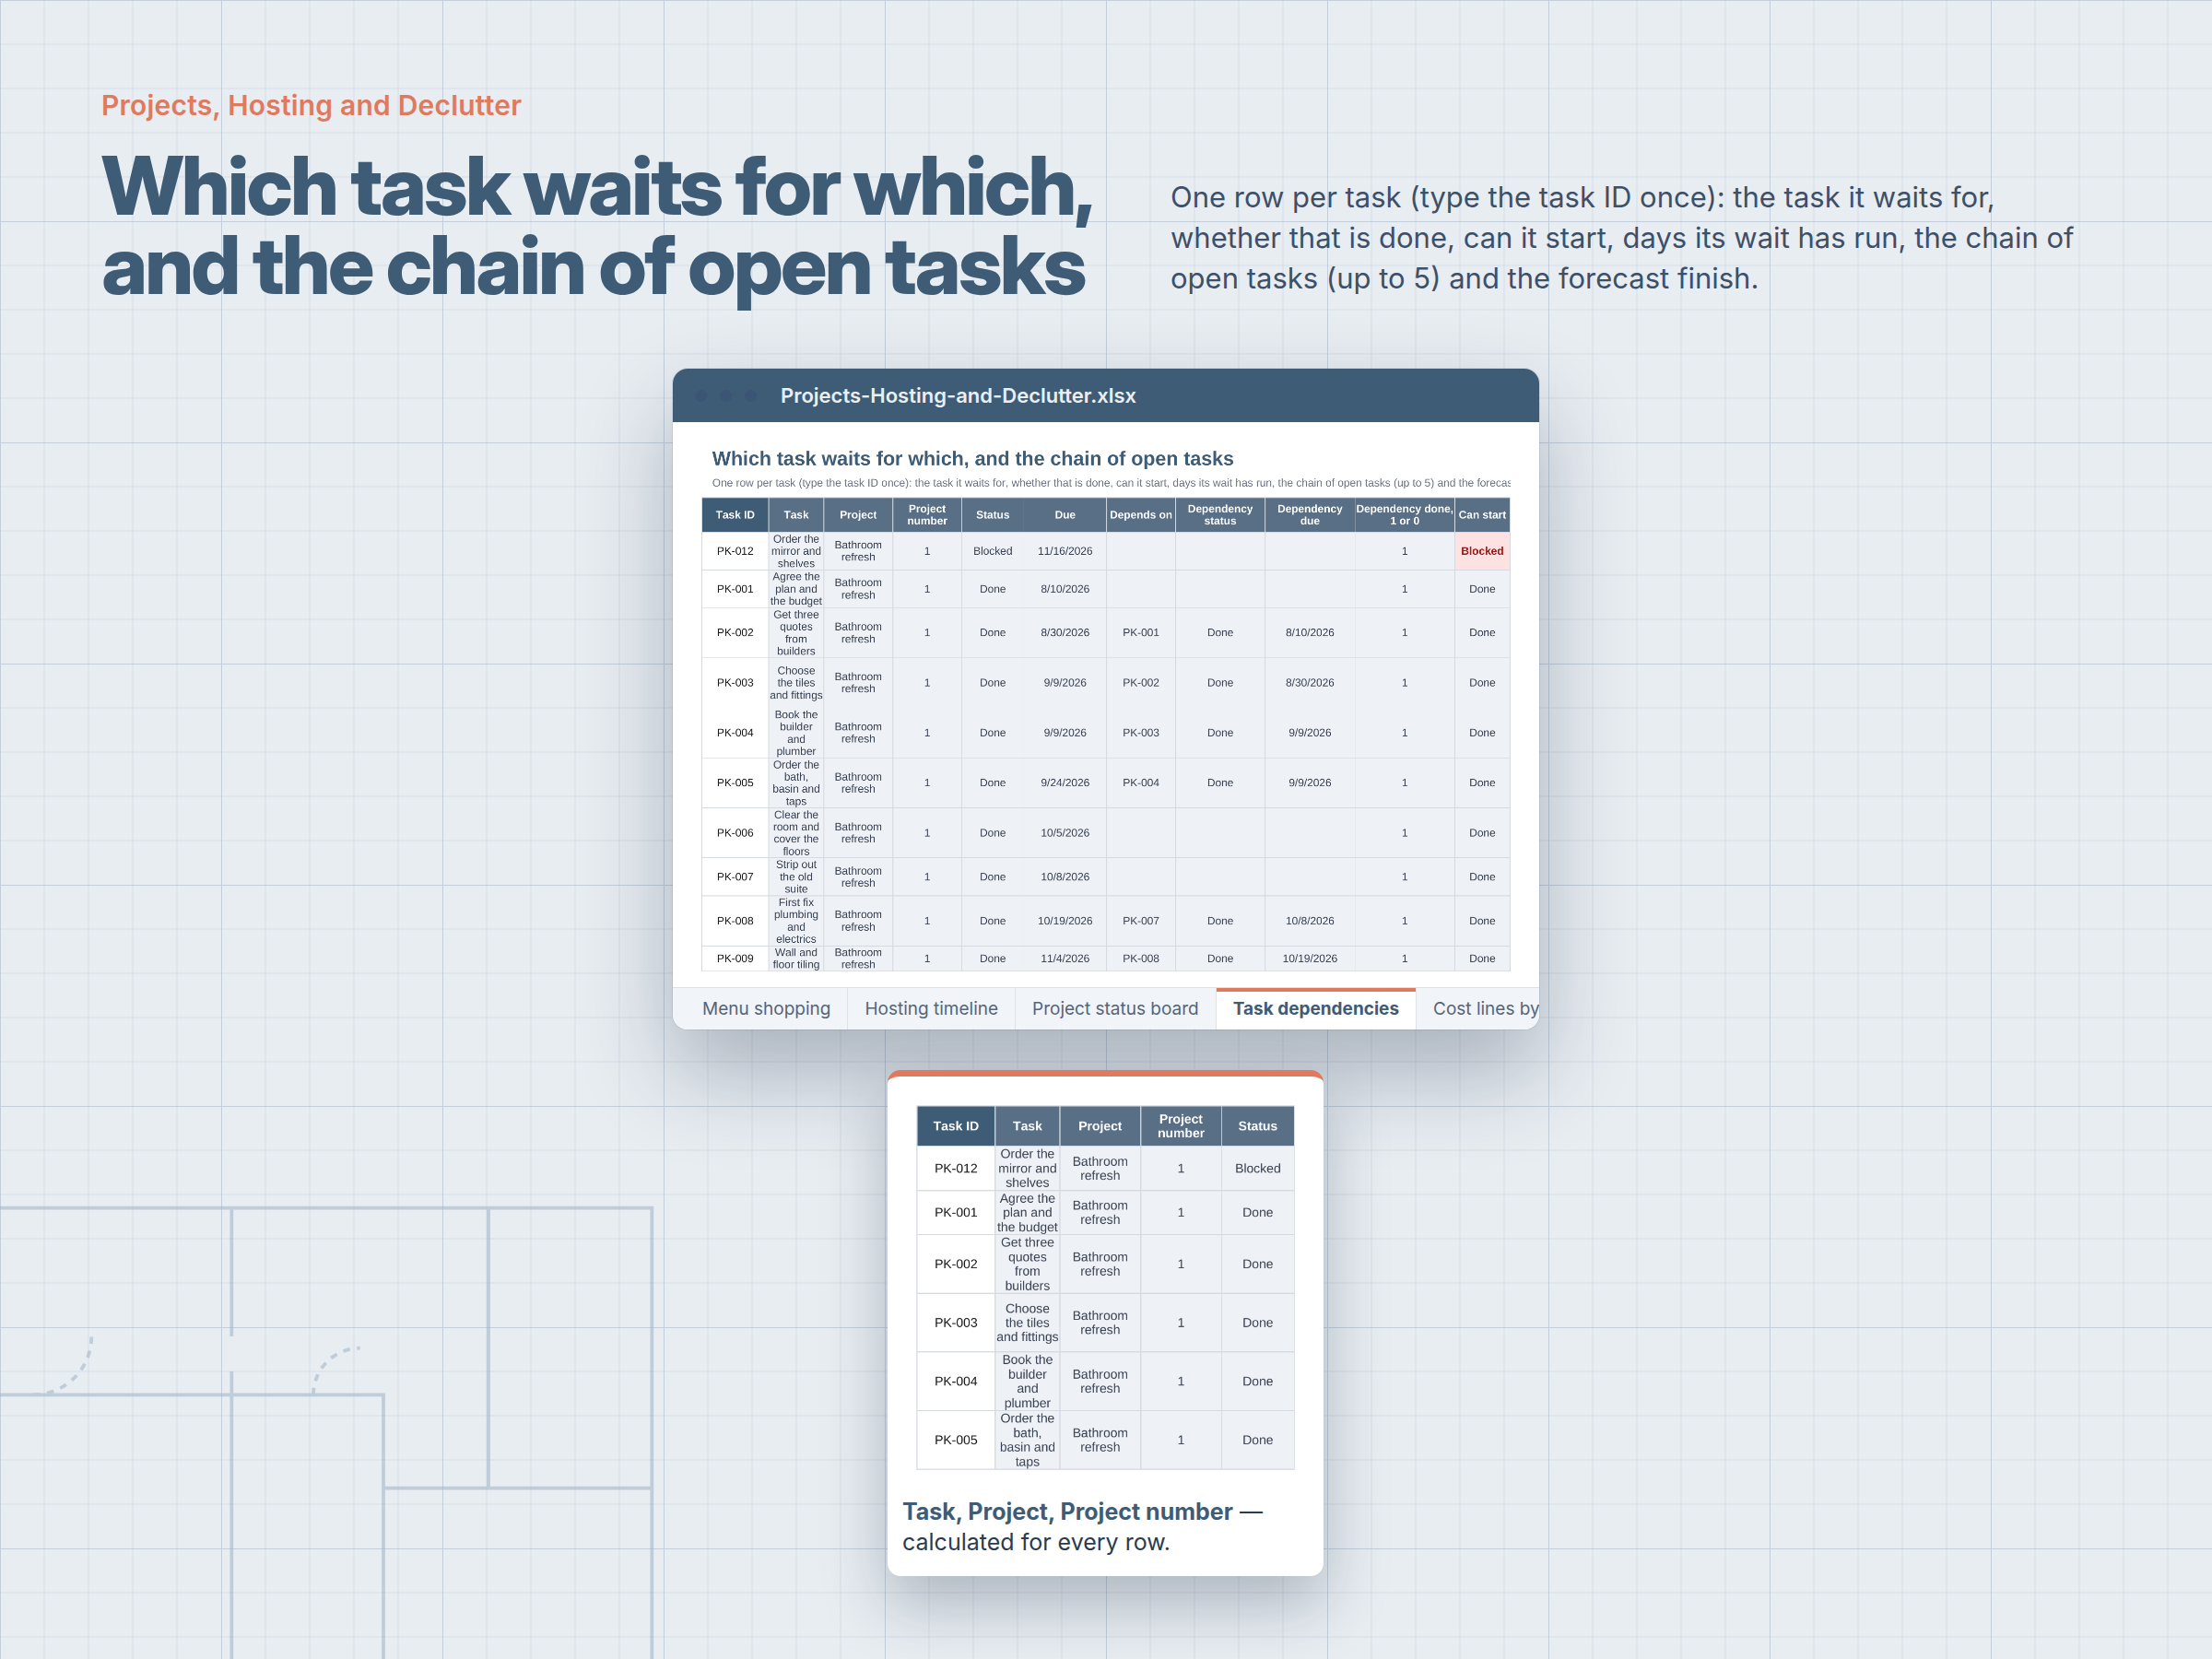 Projects, Hosting and Declutter
Which task waits for which,
and the chain of open tasks
One row per task (type the task ID once): the task it waits for,
whether that is done, can it start, days its wait has run, the chain of
open tasks (up to 5) and the forecast finish.
Projects-Hosting-and-Declutter.xlsx
Which task waits for which, and the chain of open tasks
One row per task (type the task ID once): the task it waits for, whether that is done, can it start, days its wait has run, the chain of open tasks (up to 5) and the forecas
Task ID Task Project Project number Status Due Depends on Dependency status Dependency due Dependency done, 1 or 0 Can start
PK-012 Order the mirror and shelves Bathroom refresh 1 Blocked 11/16/2026 1 Blocked
PK-001 Agree the plan and the budget Bathroom refresh 1 Done 8/10/2026 1 Done
PK-002 Get three quotes from builders Bathroom refresh 1 Done 8/30/2026 PK-001 Done 8/10/2026 1 Done
PK-003 Choose the tiles and fittings Bathroom refresh 1 Done 9/9/2026 PK-002 Done 8/30/2026 1 Done
PK-004 Book the builder and plumber Bathroom refresh 1 Done 9/9/2026 PK-003 Done 9/9/2026 1 Done
PK-005 Order the bath, basin and taps Bathroom refresh 1 Done 9/24/2026 PK-004 Done 9/9/2026 1 Done
PK-006 Clear the room and cover the floors Bathroom refresh 1 Done 10/5/2026 1 Done
PK-007 Strip out the old suite Bathroom refresh 1 Done 10/8/2026 1 Done
PK-008 First fix plumbing and electrics Bathroom refresh 1 Done 10/19/2026 PK-007 Done 10/8/2026 1 Done
PK-009 Wall and floor tiling Bathroom refresh 1 Done 11/4/2026 PK-008 Done 10/19/2026 1 Done
Menu shopping Hosting timeline Project status board Task dependencies Cost lines by
Task ID Task Project Project number Status
PK-012 Order the mirror and shelves Bathroom refresh 1 Blocked
PK-001 Agree the plan and the budget Bathroom refresh 1 Done
PK-002 Get three quotes from builders Bathroom refresh 1 Done
PK-003 Choose the tiles and fittings Bathroom refresh 1 Done
PK-004 Book the builder and plumber Bathroom refresh 1 Done
PK-005 Order the bath, basin and taps Bathroom refresh 1 Done
Task, Project, Project number —
calculated for every row.